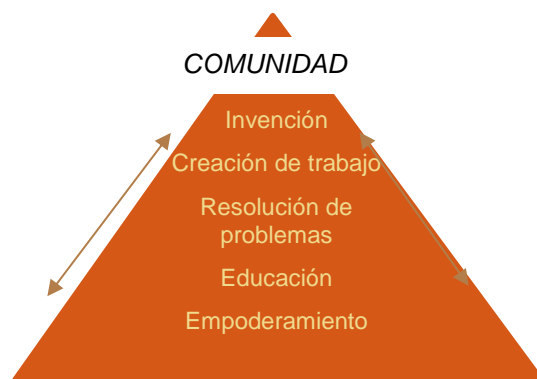 COMUNIDAD
Invención
Creación de trabajo
Resolución de
problemas
Educación
Empoderamiento